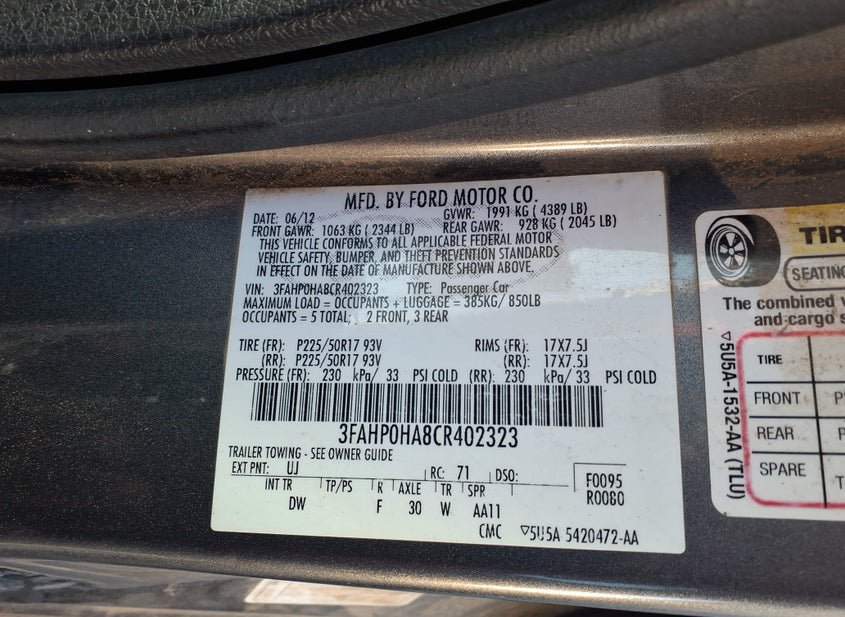 MFD. BY FORD MOTOR CO.
DATE: 06/12 GVWR: 1991 KG ( 4389 LB)
FRONT GAWR: 1063 KG ( 2344 LB) REAR GAWR: 928 KG ( 2045 LB)
THIS VEHICLE CONFORMS TO ALL APPLICABLE FEDERAL MOTOR
VEHICLE SAFETY, BUMPER, AND THEFT PREVENTION STANDARDS
IN EFFECT ON THE DATE OF MANUFACTURE SHOWN ABOVE.
VIN: 3FAHP0HA8CR402323 TYPE: Passenger Car
MAXIMUM LOAD = OCCUPANTS + LUGGAGE = 385KG/ 850LB
OCCUPANTS = 5 TOTAL; 2 FRONT, 3 REAR
TIRE (FR): P225/50R17 93V RIMS (FR): 17X7.5J
(RR): P225/50R17 93V (RR): 17X7.5J
PRESSURE (FR): 230 kPa/ 33 PSI COLD (RR): 230 kPa/ 33 PSI COLD
3FAHP0HA8CR402323
TRAILER TOWING - SEE OWNER GUIDE
EXT PNT: UJ RC: 71 DSO:
F0095
R0080
INT TR TP/PS R AXLE TR SPR
DW F 30 W AA11
CMC ▽5U5A 5420472-AA
TIR
SEATING
The combined
and cargo s
TIRE
FRONT P
REAR P
SPARE
T
▽5U5A-1532-AA (TLU)